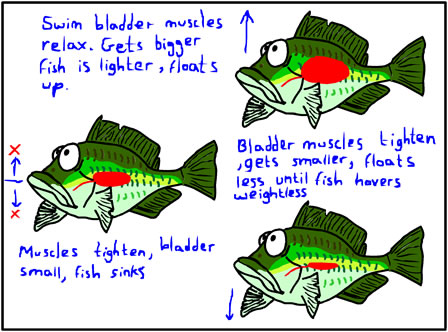 Swim bladder muscles
relax. Gets bigger
fish is lighter, floats
up.
Bladder muscles tighten
,gets smaller, floats
less until fish hovers
weightless
Muscles tighten, bladder
small, fish sinks